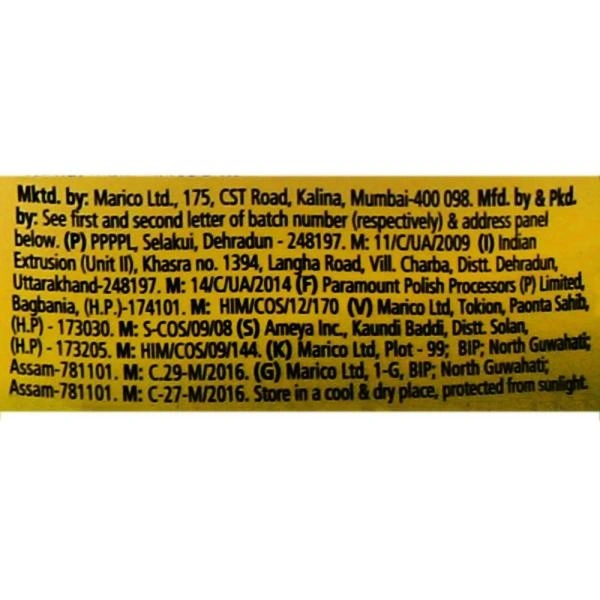 Mktd. by: Marico Ltd., 175, CST Road, Kalina, Mumbai-400 098. Mfd. by & Pkd.
by: See first and second letter of batch number (respectively) & address panel
below. (P) PPPPL, Selakui, Dehradun - 248197. M: 11/C/UA/2009 (I) Indian
Extrusion (Unit II), Khasra no. 1394, Langha Road, Vill. Charba, Distt. Dehradun,
Uttarakhand-248197. M: 14/C/UA/2014 (F) Paramount Polish Processors (P) Limited,
Bagbania, (H.P.)-174101. M: HIM/COS/12/170 (V) Marico Ltd, Tokion, Paonta Sahib,
(H.P) - 173030. M: S-COS/09/08 (S) Ameya Inc., Kaundi Baddi, Distt. Solan,
(H.P) - 173205. M: HIM/COS/09/144. (K) Marico Ltd, Plot - 99; BIP; North Guwahati;
Assam-781101. M: C.29-M/2016. (G) Marico Ltd, 1-G, BIP; North Guwahati;
Assam-781101. M: C-27-M/2016. Store in a cool & dry place, protected from sunlight.